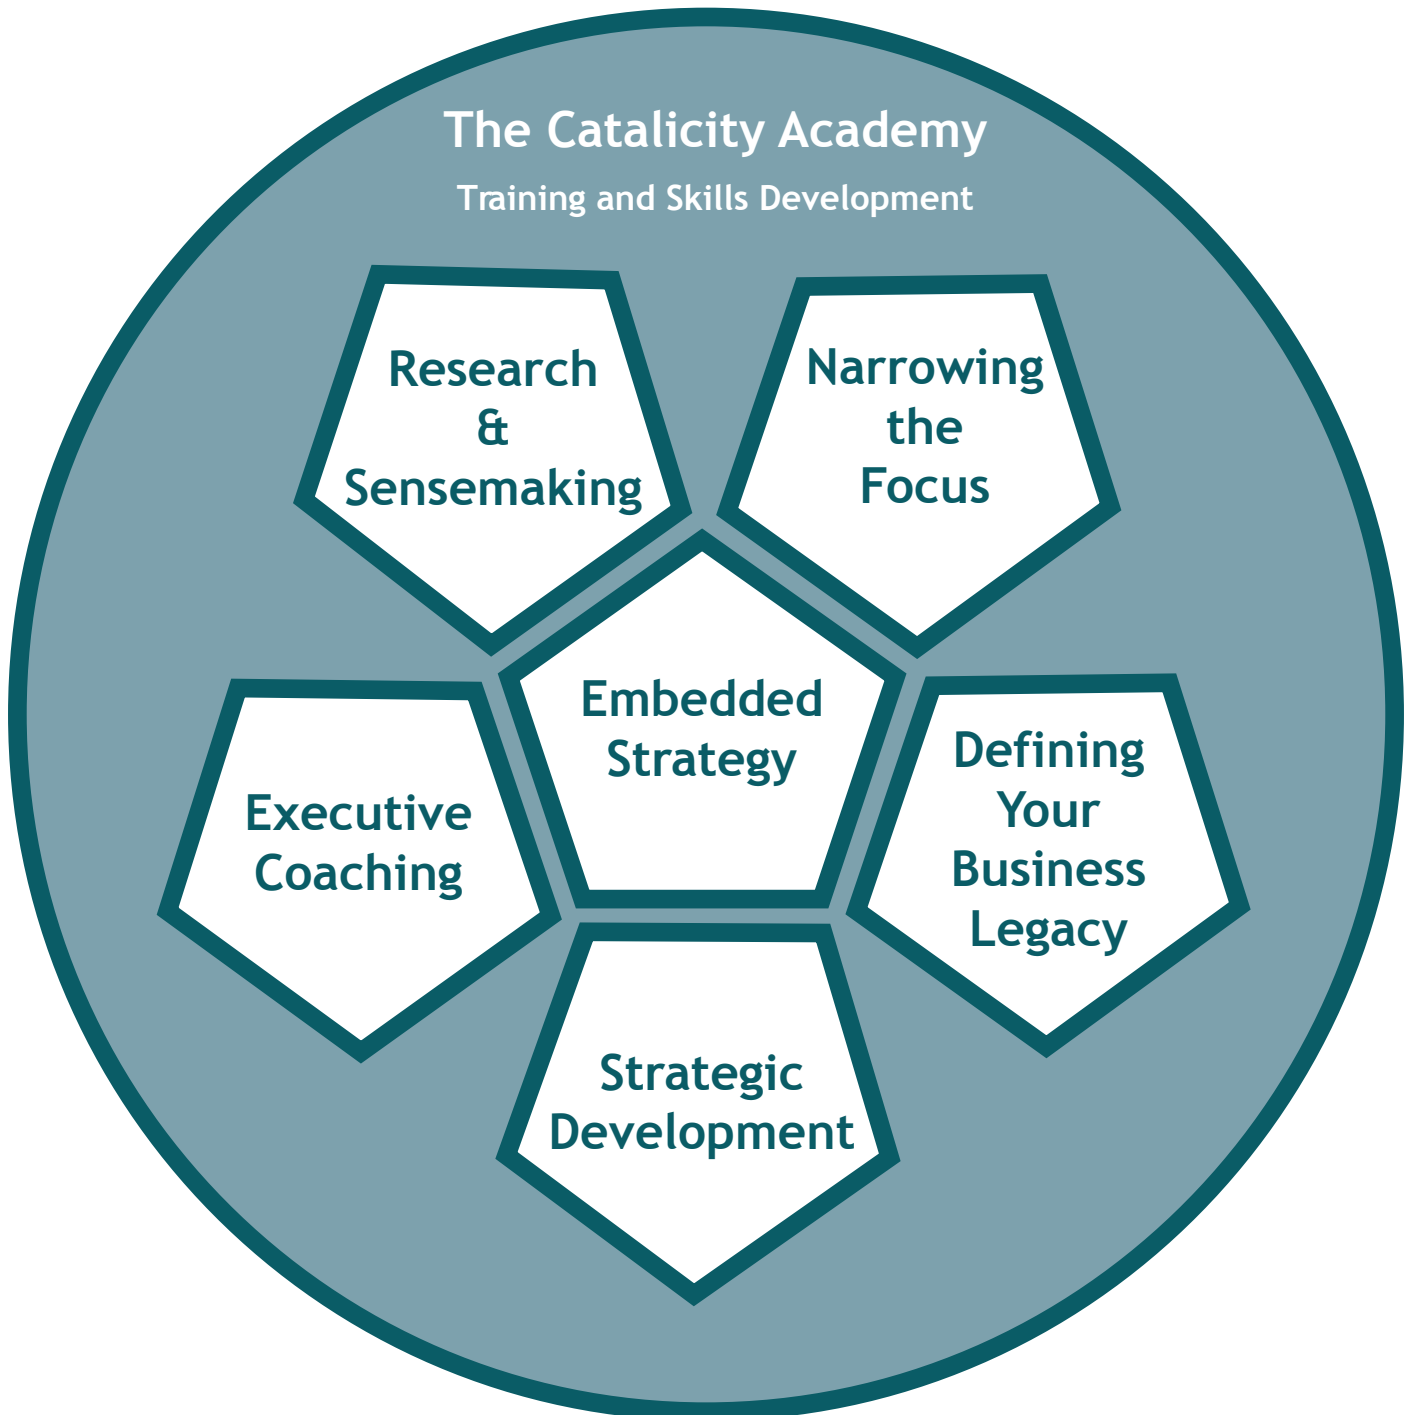 The Catalicity Academy
Training and Skills Development
Research
&
Sensemaking
Narrowing
the
Focus
Embedded
Strategy
Executive
Coaching
Defining
Your
Business
Legacy
Strategic
Development